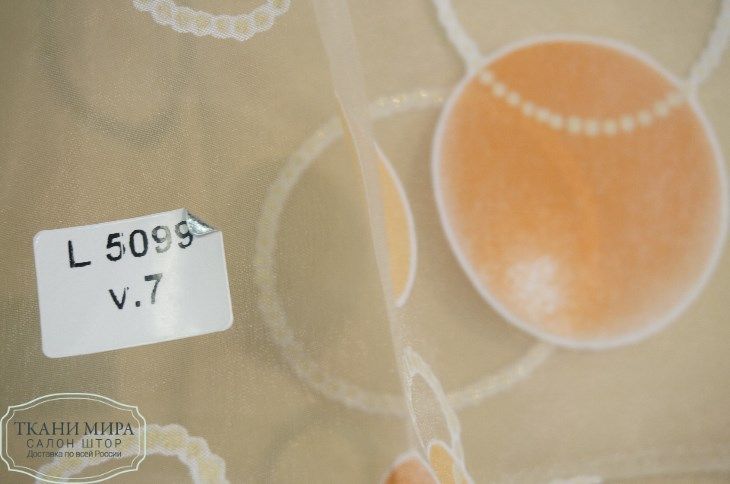 L 5099
v.7
ТКАНИ МИРА
САЛОН ШТОР
Доставка по всей России